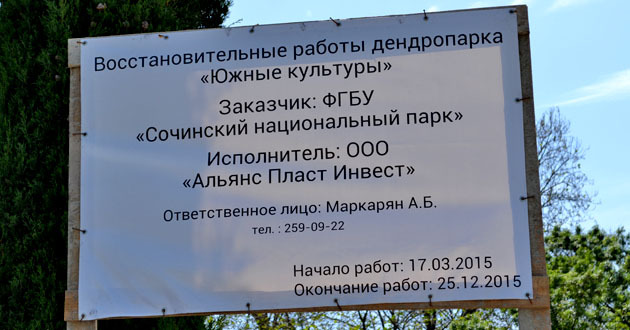 Восстановительные работы дендропарка
«Южные культуры»
Заказчик: ФГБУ
«Сочинский национальный парк»
Исполнитель: ООО
«Альянс Пласт Инвест»
Ответственное лицо: Маркарян А.Б.
тел. : 259-09-22
Начало работ: 17.03.2015
Окончание работ: 25.12.2015